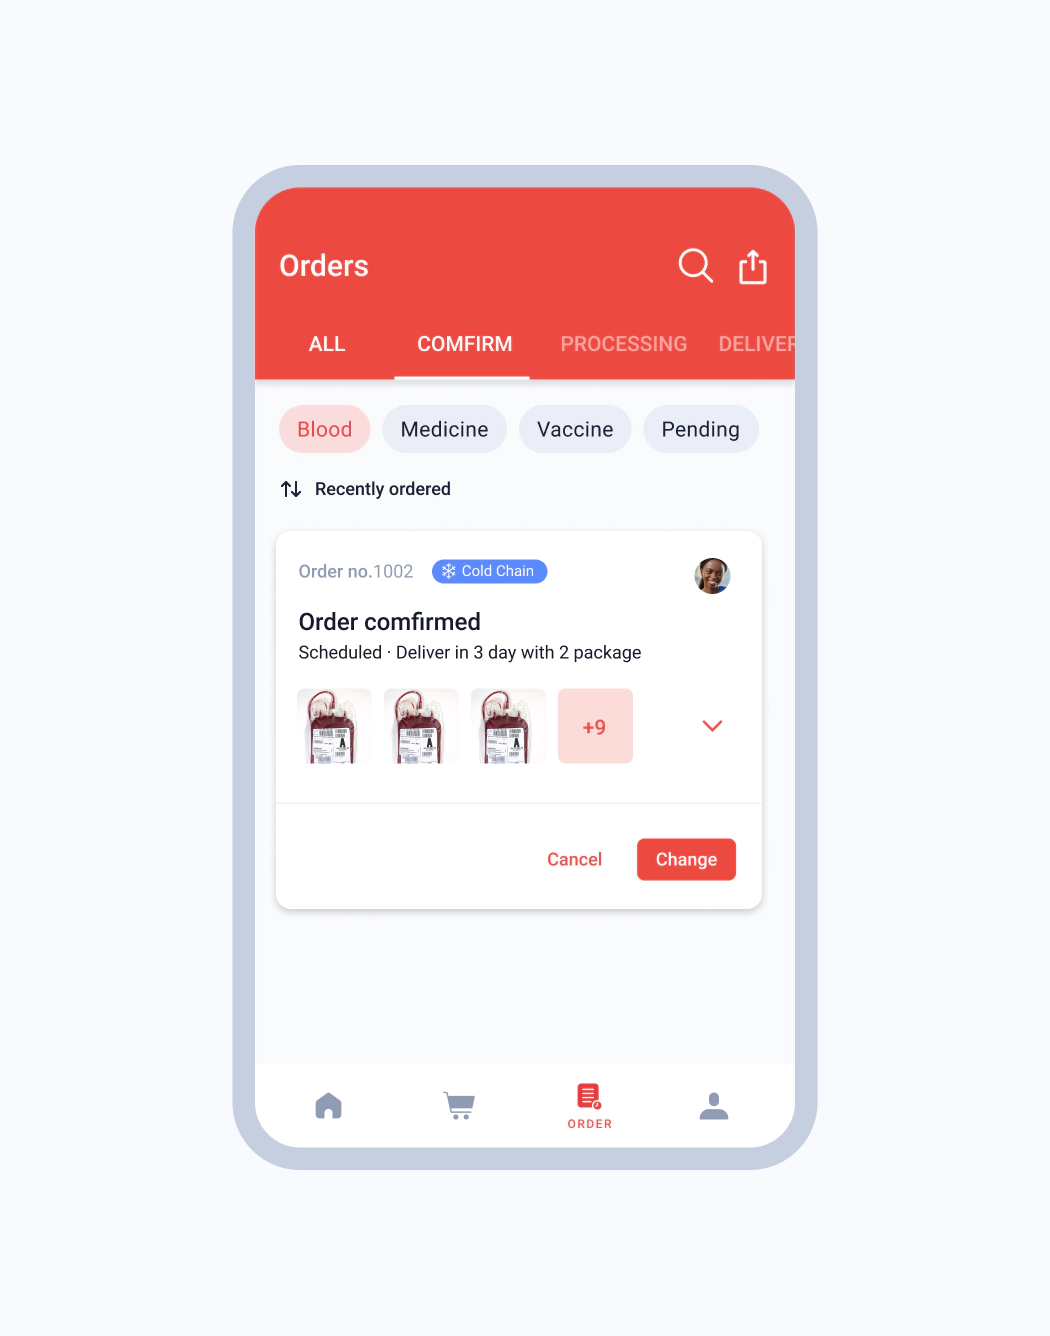 Orders
ALL COMFIRM PROCESSING DELIVER
Blood Medicine Vaccine Pending
Recently ordered
Order no.1002 Cold Chain
Order comfirmed
Scheduled · Deliver in 3 day with 2 package
A A A +9
Cancel Change
ORDER